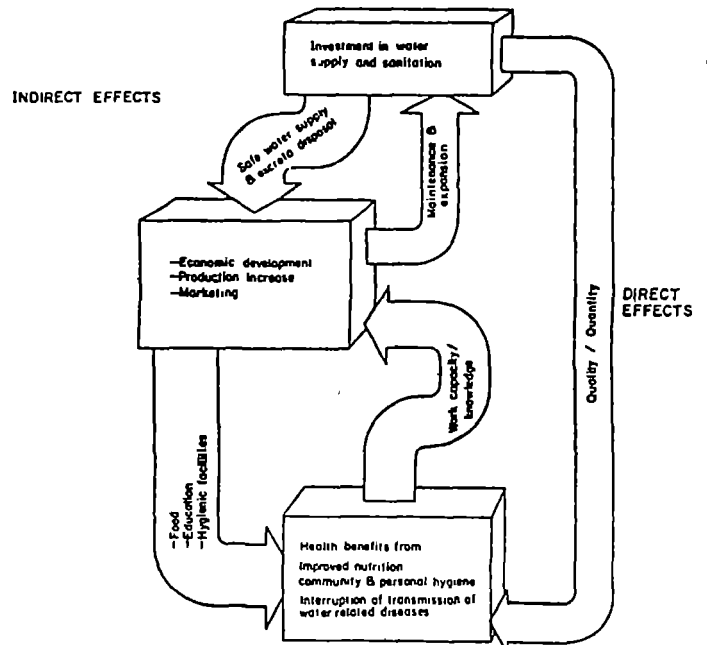 Investment in water
supply and sanitation
INDIRECT EFFECTS
Safe water supply
& excreta disposal
Maintenance &
expansion
—Economic development
—Production increase
—Marketing
DIRECT
EFFECTS
Quality / Quantity
Work capacity/
knowledge
—Food
—Education
—Hygienic facilities
Health benefits from
Improved nutrition
community & personal hygiene
Interruption of transmission of
water related diseases